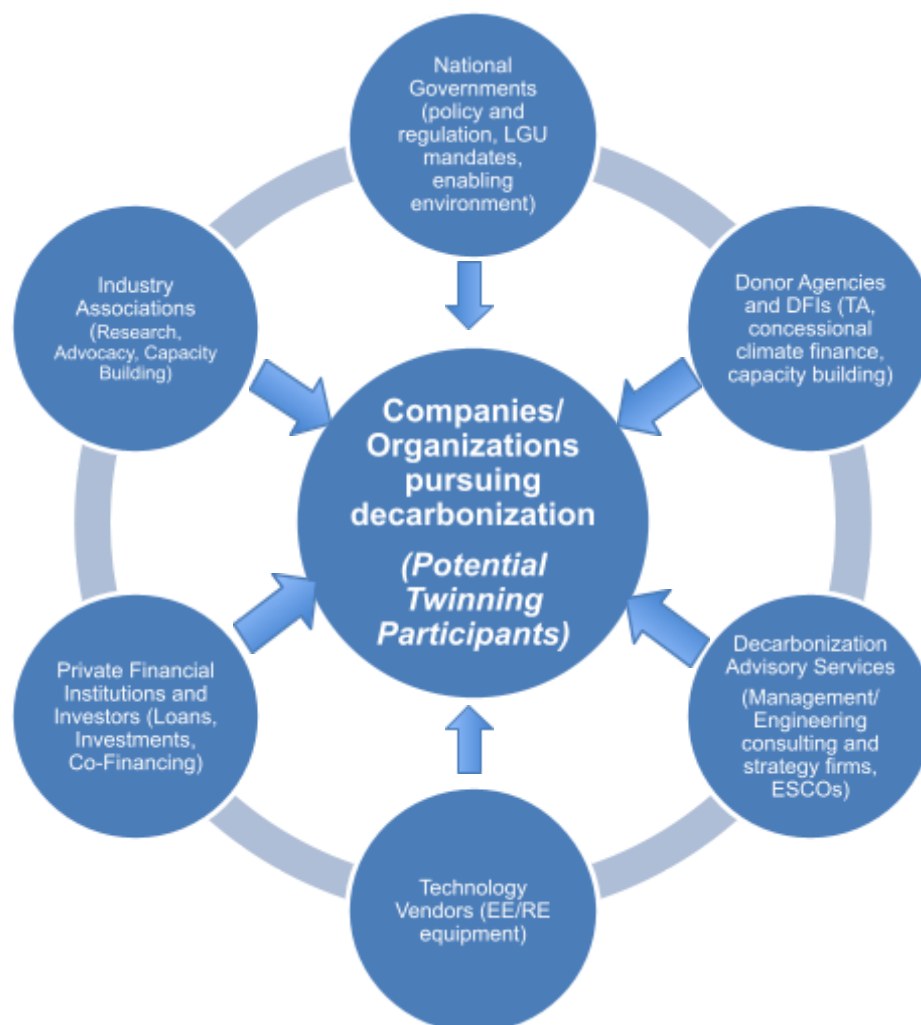 National
Governments
(policy and
regulation, LGU
mandates,
enabling
environment)
Industry
Associations
(Research,
Advocacy, Capacity
Building)
Donor Agencies
and DFIs (TA,
concessional
climate finance,
capacity building)
Companies/
Organizations
pursuing
decarbonization
(Potential
Twinning
Participants)
Private Financial
Institutions and
Investors (Loans,
Investments,
Co-Financing)
Decarbonization
Advisory Services
(Management/
Engineering
consulting and
strategy firms,
ESCOs)
Technology
Vendors (EE/RE
equipment)